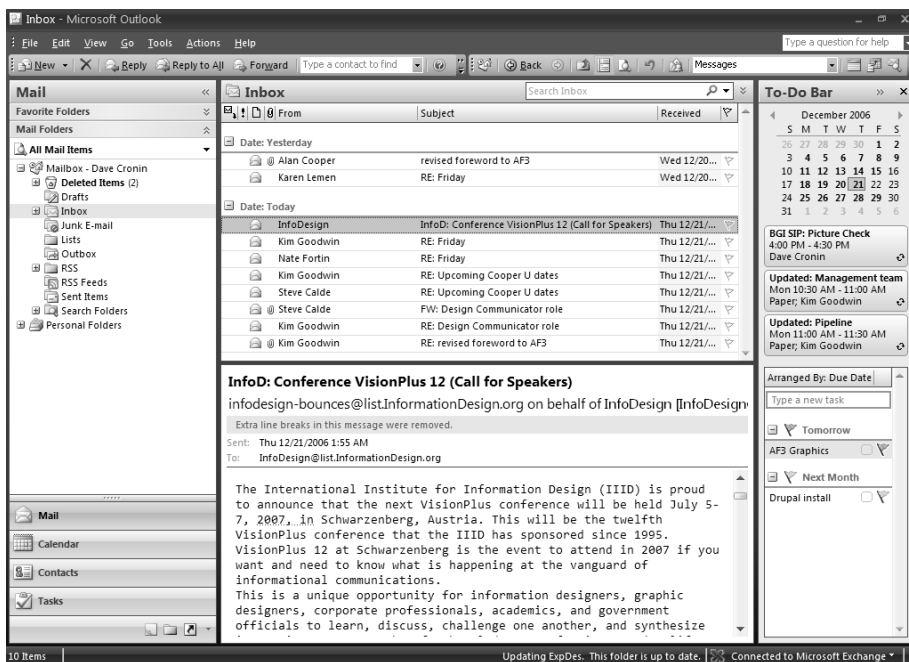 Inbox - Microsoft Outlook
File Edit View Go Tools Actions Help
Type a question for help
New Reply Reply to All Forward Type a contact to find Back Messages
Mail
Favorite Folders
Mail Folders
All Mail Items
Mailbox - Dave Cronin
Deleted Items (2)
Drafts
Inbox
Junk E-mail
Lists
Outbox
RSS
RSS Feeds
Sent Items
Search Folders
Personal Folders
Mail
Calendar
Contacts
Tasks
Inbox Search Inbox
From Subject Received
Date: Yesterday
Alan Cooper revised foreword to AF3 Wed 12/20...
Karen Lemen RE: Friday Wed 12/20...
Date: Today
InfoDesign InfoD: Conference VisionPlus 12 (Call for Speakers) Thu 12/21/...
Kim Goodwin RE: Friday Thu 12/21/...
Nate Fortin RE: Friday Thu 12/21/...
Kim Goodwin RE: Upcoming Cooper U dates Thu 12/21/...
Steve Calde RE: Upcoming Cooper U dates Thu 12/21/...
Steve Calde FW: Design Communicator role Thu 12/21/...
Kim Goodwin RE: Design Communicator role Thu 12/21/...
Kim Goodwin RE: revised foreword to AF3 Thu 12/21/...
InfoD: Conference VisionPlus 12 (Call for Speakers)
infodesign-bounces@list.InformationDesign.org on behalf of InfoDesign [InfoDesign
Extra line breaks in this message were removed.
Sent: Thu 12/21/2006 1:55 AM
To: InfoDesign@list.InformationDesign.org
The International Institute for Information Design (IIID) is proud
to announce that the next VisionPlus conference will be held July 5-
7, 2007, in Schwarzenberg, Austria. This will be the twelfth
VisionPlus conference that the IIID has sponsored since 1995.
VisionPlus 12 at Schwarzenberg is the event to attend in 2007 if you
want and need to know what is happening at the vanguard of
informational communications.
This is a unique opportunity for information designers, graphic
designers, corporate professionals, academics, and government
officials to learn, discuss, challenge one another, and synthesize
To-Do Bar
December 2006
S M T W T F S
26 27 28 29 30 1 2
3 4 5 6 7 8 9
10 11 12 13 14 15 16
17 18 19 20 21 22 23
24 25 26 27 28 29 30
31 1 2 3 4 5 6
BGI SIP: Picture Check
4:00 PM - 4:30 PM
Dave Cronin
Updated: Management team
Mon 10:30 AM - 11:00 AM
Paper; Kim Goodwin
Updated: Pipeline
Mon 11:00 AM - 11:30 AM
Paper; Kim Goodwin
Arranged By: Due Date
Type a new task
Tomorrow
AF3 Graphics
Next Month
Drupal install
10 Items
Updating ExpDes. This folder is up to date. Connected to Microsoft Exchange